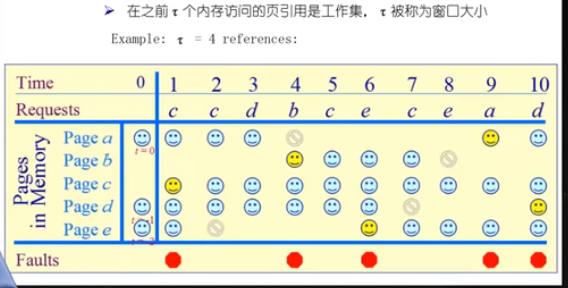 ➢ 在之前τ个内存访问的页引用是工作集，τ被称为窗口大小
Example: τ = 4 references:
Time 0 1 2 3 4 5 6 7 8 9 10
Requests c c d b c e c e a d
Pages in Memory
Page a t = 0
Page b
Page c
Page d
Page e
Faults